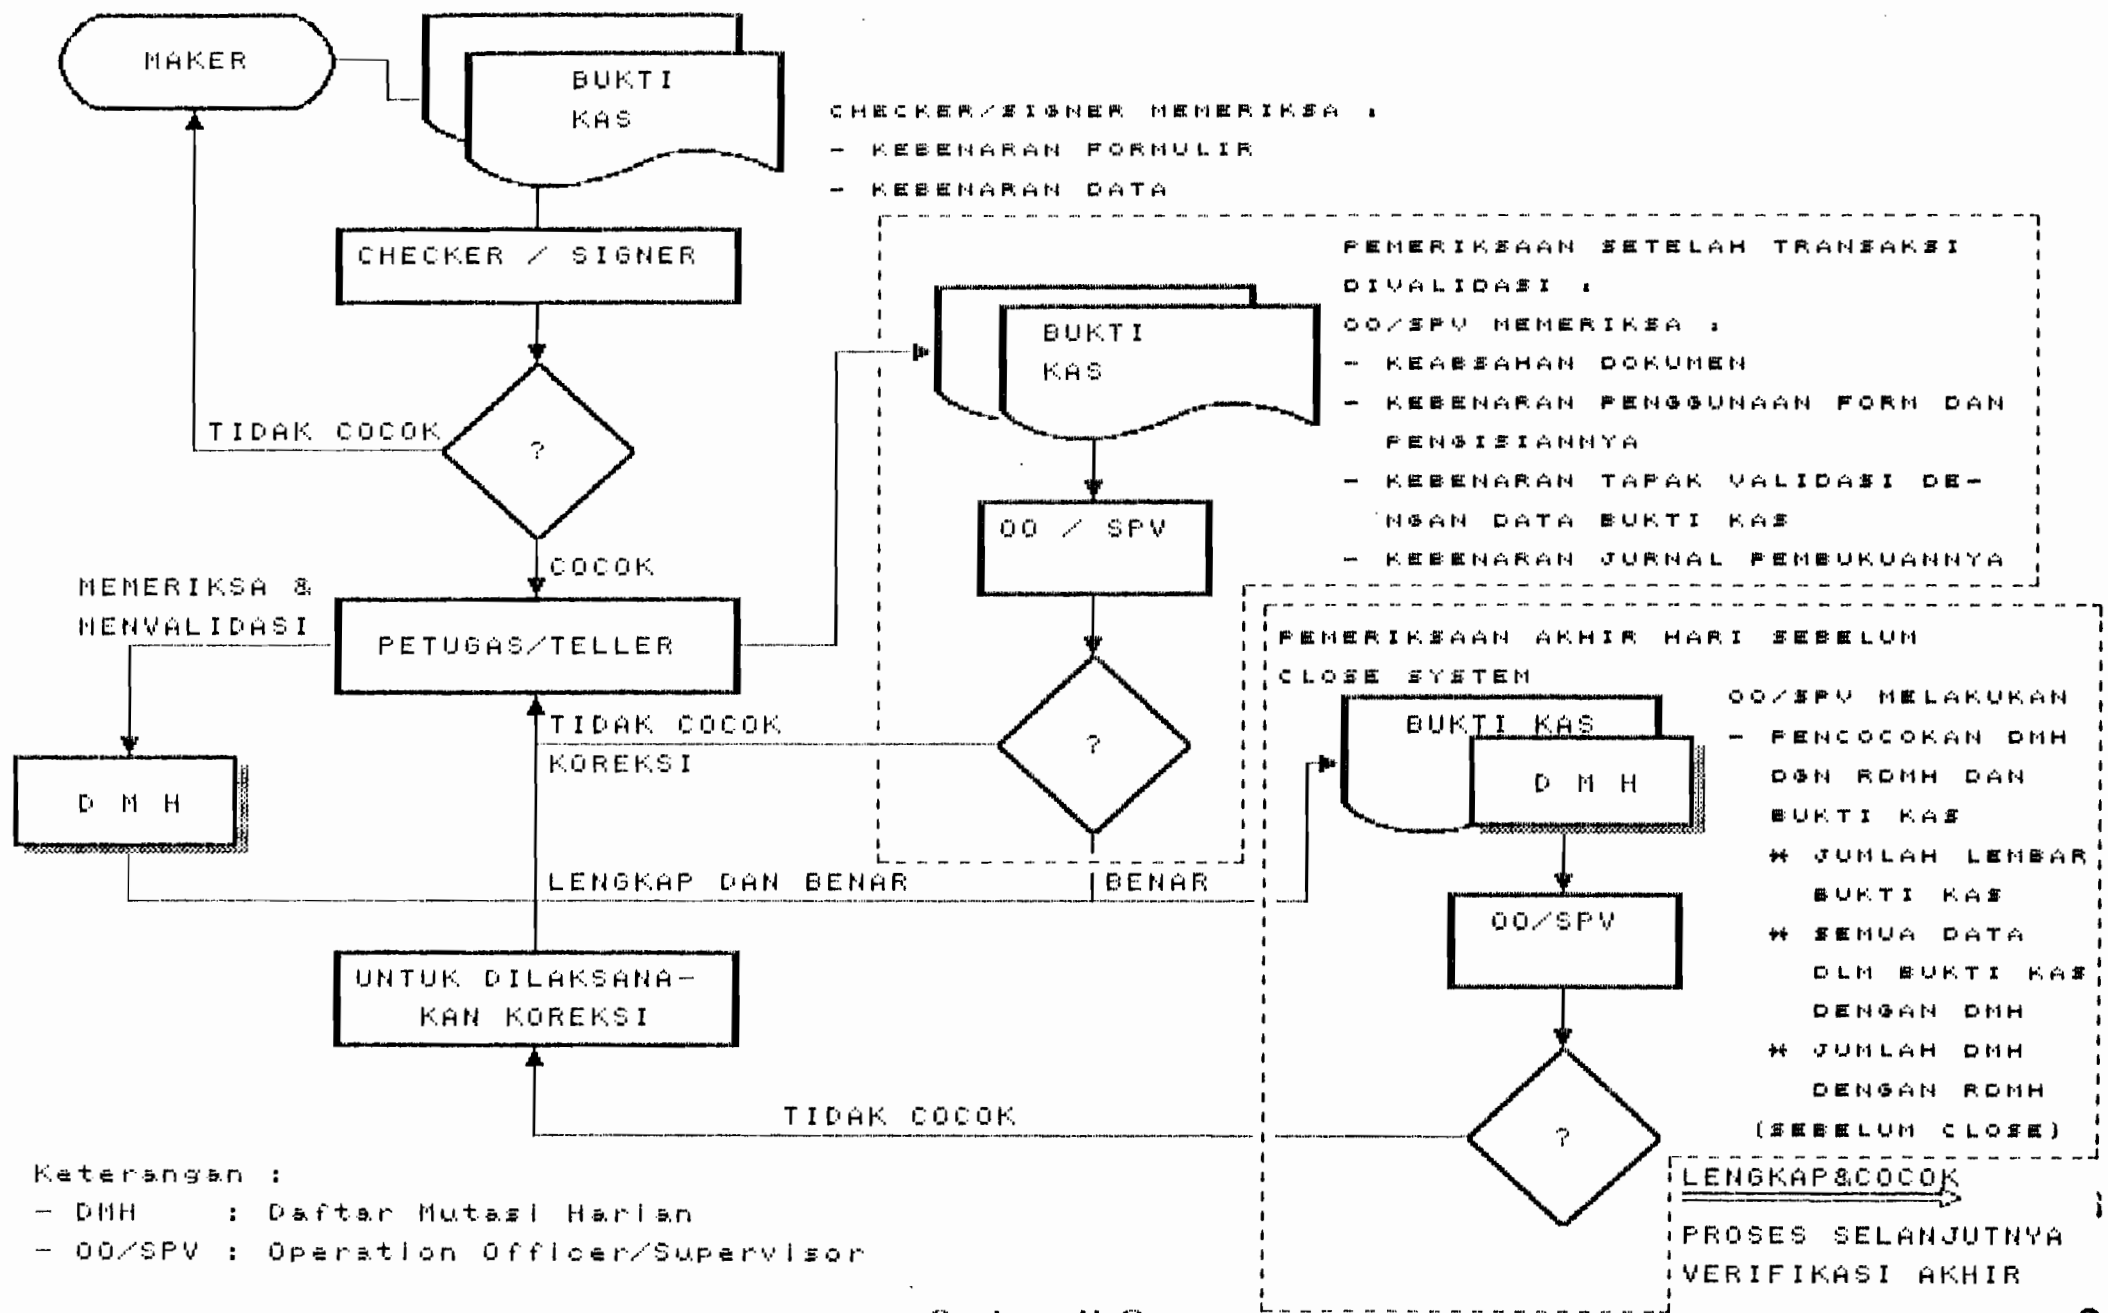 MAKER
BUKTI
KAS
CHECKER/SIGNER MEMERIKSA :
- KEBENARAN FORMULIR
- KEBENARAN DATA
CHECKER / SIGNER
?
TIDAK COCOK
COCOK
MEMERIKSA &
MENVALIDASI
PETUGAS/TELLER
D M H
PEMERIKSAAN SETELAH TRANSAKSI
DIVALIDASI :
OO/SPV MEMERIKSA :
- KEABSAHAN DOKUMEN
- KEBENARAN PENGGUNAAN FORM DAN
PENGISIANNYA
- KEBENARAN TAPAK VALIDASI DE-
NGAN DATA BUKTI KAS
- KEBENARAN JURNAL PEMBUKUANNYA
BUKTI
KAS
OO / SPV
?
TIDAK COCOK
KOREKSI
LENGKAP DAN BENAR
BENAR
UNTUK DILAKSANA-
KAN KOREKSI
TIDAK COCOK
PEMERIKSAAN AKHIR HARI SEBELUM
CLOSE SYSTEM
BUKTI KAS
D M H
OO/SPV
?
OO/SPV MELAKUKAN
- PENCOCOKAN DMH
DGN RDMH DAN
BUKTI KAS
* JUMLAH LEMBAR
BUKTI KAS
* SEMUA DATA
DLM BUKTI KAS
DENGAN DMH
* JUMLAH DMH
DENGAN RDMH
(SEBELUM CLOSE)
LENGKAP&COCOK
PROSES SELANJUTNYA
VERIFIKASI AKHIR
Keterangan :
- DMH : Daftar Mutasi Harian
- OO/SPV : Operation Officer/Supervisor